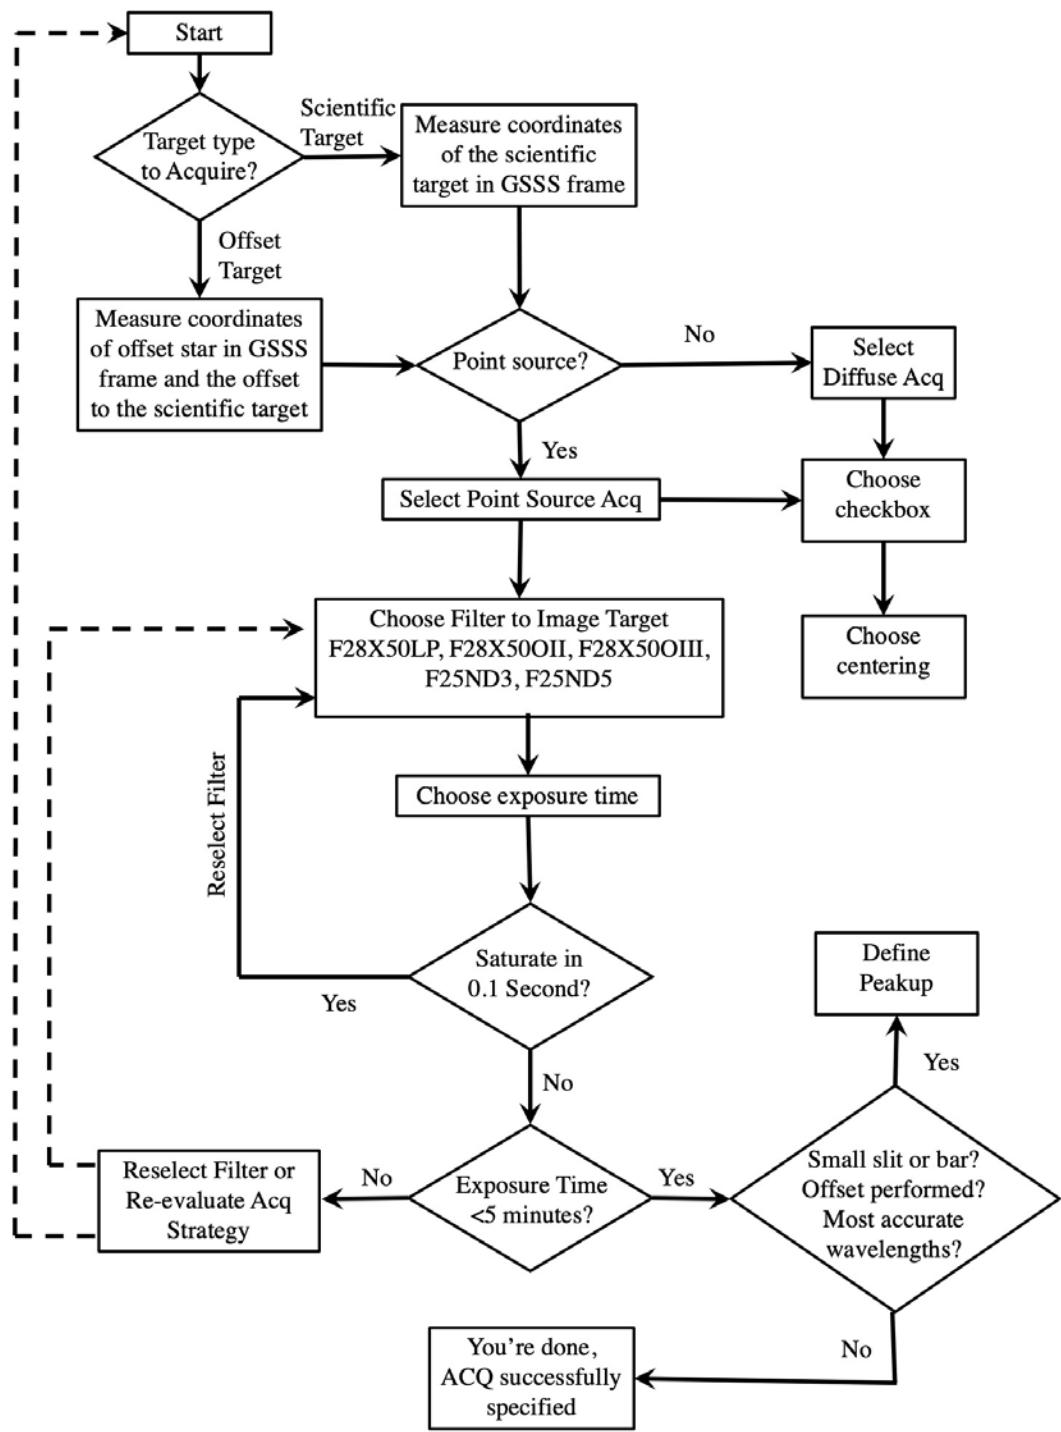 Start
Target type
to Acquire?
Scientific
Target
Measure coordinates
of the scientific
target in GSSS frame
Offset
Target
Measure coordinates
of offset star in GSSS
frame and the offset
to the scientific target
Point source?
No
Select
Diffuse Acq
Yes
Select Point Source Acq
Choose
checkbox
Choose
centering
Choose Filter to Image Target
F28X50LP, F28X50OII, F28X50OIII,
F25ND3, F25ND5
Reselect Filter
Choose exposure time
Saturate in
0.1 Second?
Yes
No
Define
Peakup
Yes
Reselect Filter or
Re-evaluate Acq
Strategy
No
Exposure Time
<5 minutes?
Yes
Small slit or bar?
Offset performed?
Most accurate
wavelengths?
No
You're done,
ACQ successfully
specified